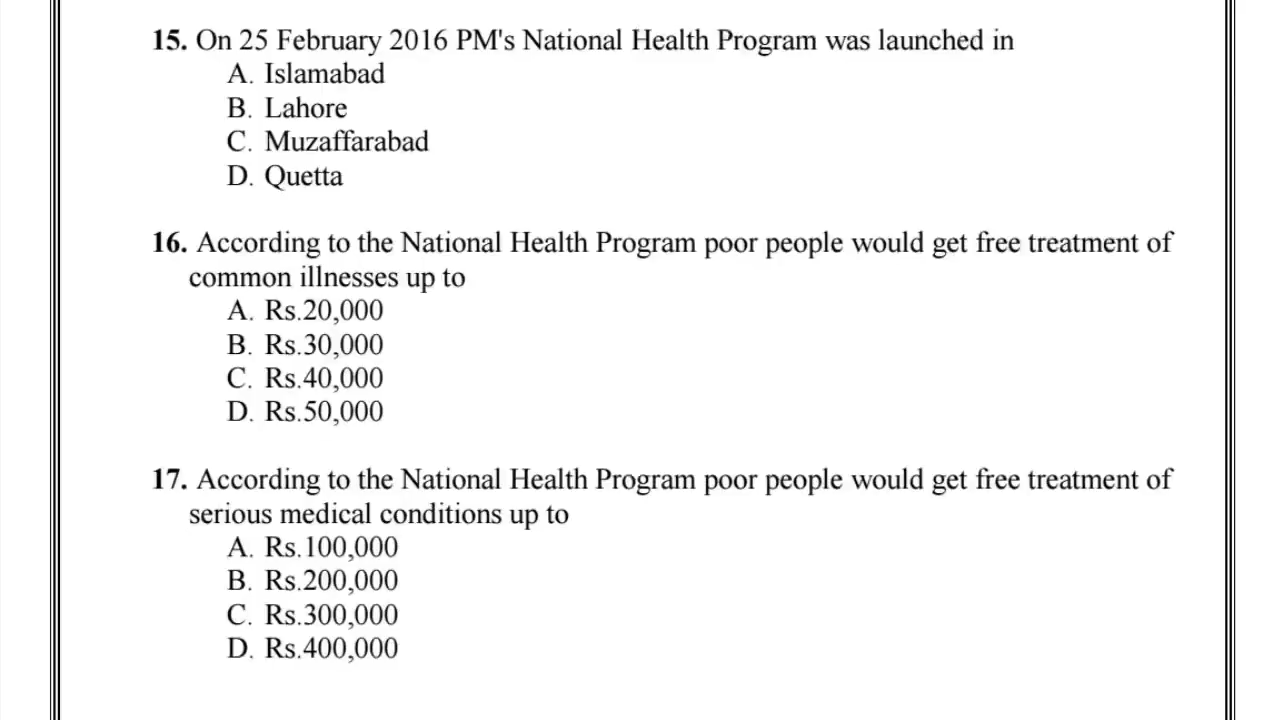 15. On 25 February 2016 PM's National Health Program was launched in
A. Islamabad
B. Lahore
C. Muzaffarabad
D. Quetta
16. According to the National Health Program poor people would get free treatment of
common illnesses up to
A. Rs.20,000
B. Rs.30,000
C. Rs.40,000
D. Rs.50,000
17. According to the National Health Program poor people would get free treatment of
serious medical conditions up to
A. Rs.100,000
B. Rs.200,000
C. Rs.300,000
D. Rs.400,000